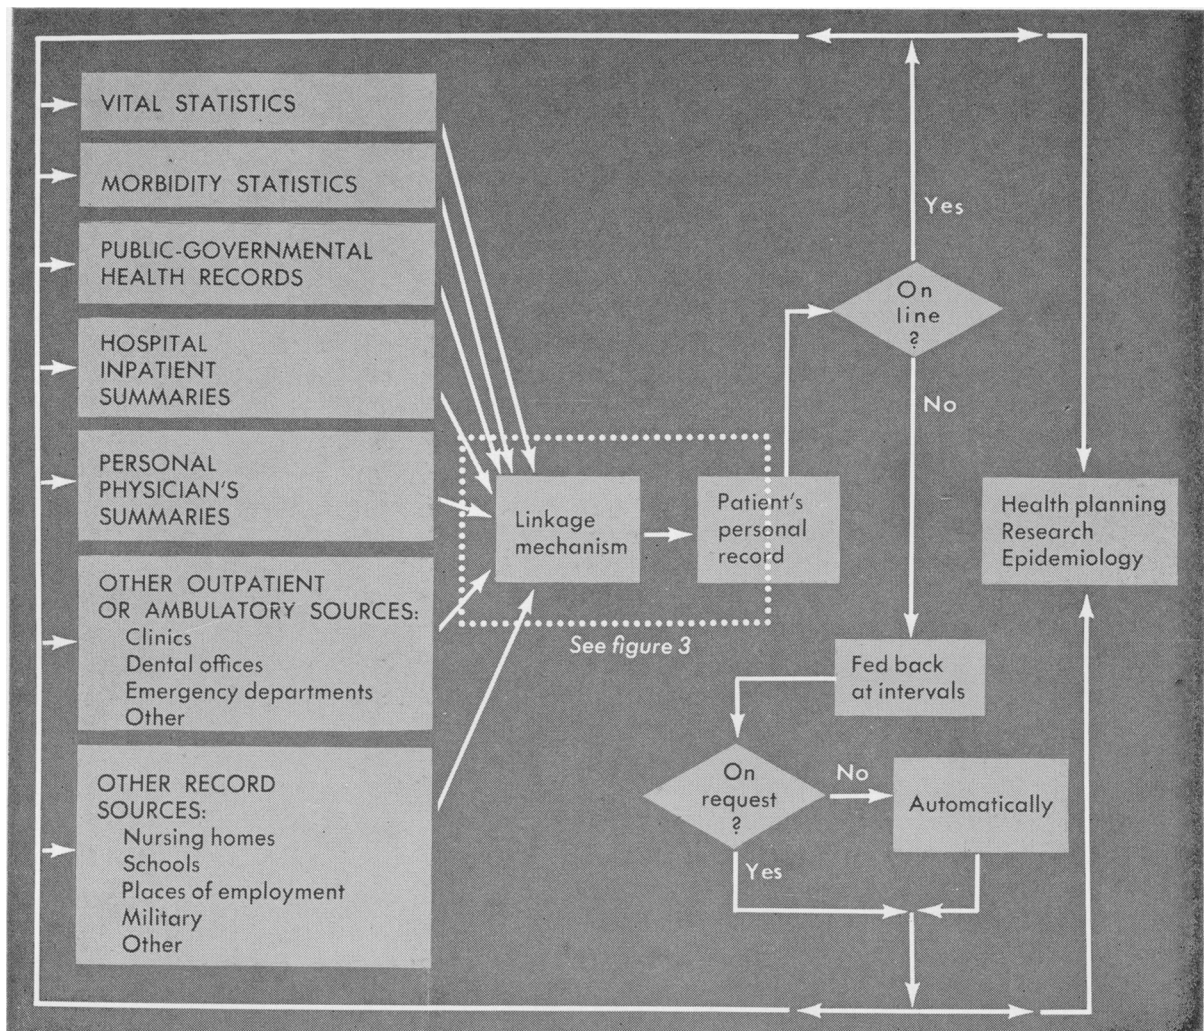 VITAL STATISTICS
MORBIDITY STATISTICS
PUBLIC-GOVERNMENTAL
HEALTH RECORDS
HOSPITAL
INPATIENT
SUMMARIES
PERSONAL
PHYSICIAN'S
SUMMARIES
OTHER OUTPATIENT
OR AMBULATORY SOURCES:
Clinics
Dental offices
Emergency departments
Other
OTHER RECORD
SOURCES:
Nursing homes
Schools
Places of employment
Military
Other
Linkage
mechanism
Patient's
personal
record
See figure 3
On
line
?
Yes
No
Health planning
Research
Epidemiology
Fed back
at intervals
On
request
?
No
Automatically
Yes